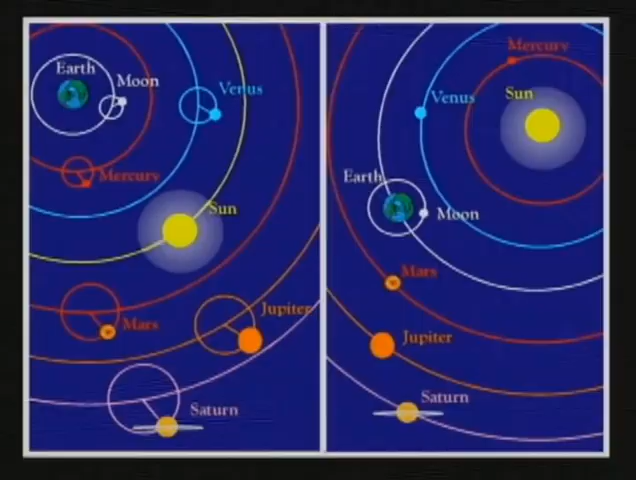 Earth
Moon
Venus
Mercury
Sun
Mars
Jupiter
Saturn
Mercury
Sun
Venus
Earth
Moon
Mars
Jupiter
Saturn